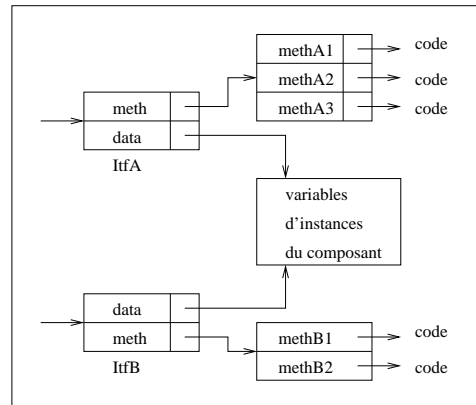 methA1 code
methA2 code
methA3 code
meth
data
ItfA
variables
d'instances
du composant
data
meth
ItfB
methB1 code
methB2 code